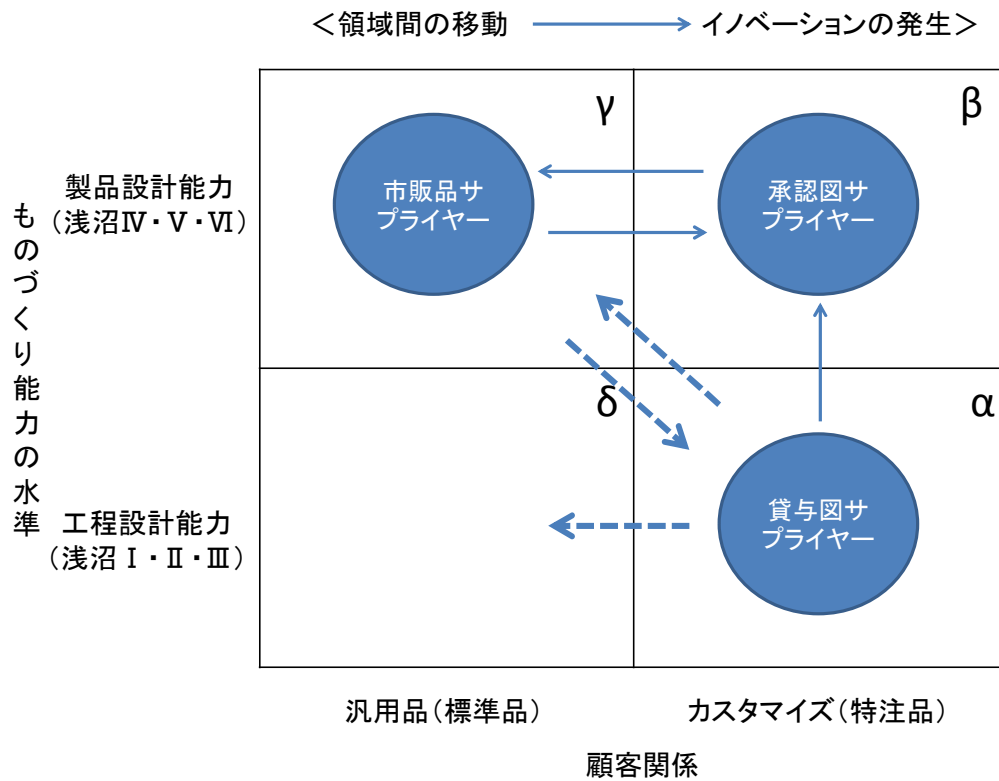 <領域間の移動 イノベーションの発生>
γ
β
市販品サ
プライヤー
承認図サ
プライヤー
製品設計能力
(浅沼Ⅳ・Ⅴ・Ⅵ)
ものづくり能力の水準
δ
α
貸与図サ
プライヤー
工程設計能力
(浅沼Ⅰ・Ⅱ・Ⅲ)
汎用品(標準品)
カスタマイズ(特注品)
顧客関係